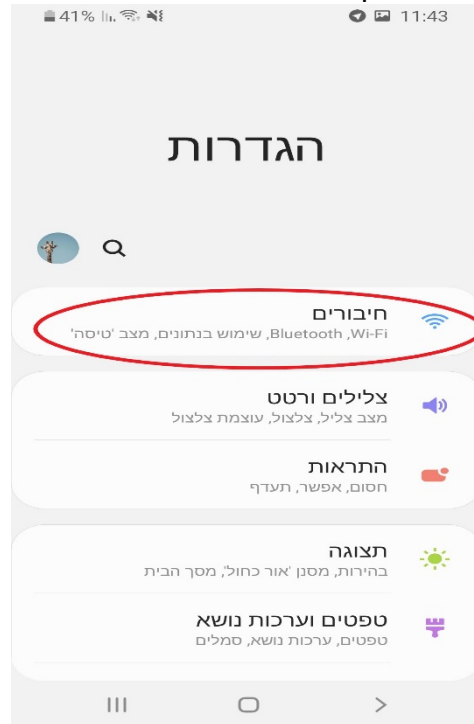 41% 11:43
הגדרות
חיבורים
Wi-Fi, Bluetooth, שימוש בנתונים, מצב 'טיסה'
צלילים ורטט
מצב צליל, צלצול, עוצמת צלצול
התראות
חסום, אפשר, תעדף
תצוגה
בהירות, מסנן 'אור כחול', מסך הבית
טפטים וערכות נושא
טפטים, ערכות נושא, סמלים